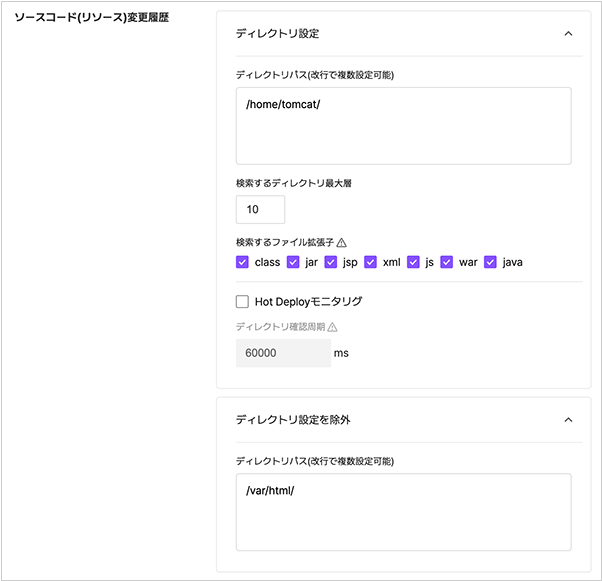 ソースコード(リソース)変更履歴
ディレクトリ設定
ディレクトリパス(改行で複数設定可能)
/home/tomcat/
検索するディレクトリ最大層
10
検索するファイル拡張子
class jar jsp xml js war java
Hot Deployモニタリグ
ディレクトリ確認周期
60000 ms
ディレクトリ設定を除外
ディレクトリパス(改行で複数設定可能)
/var/html/